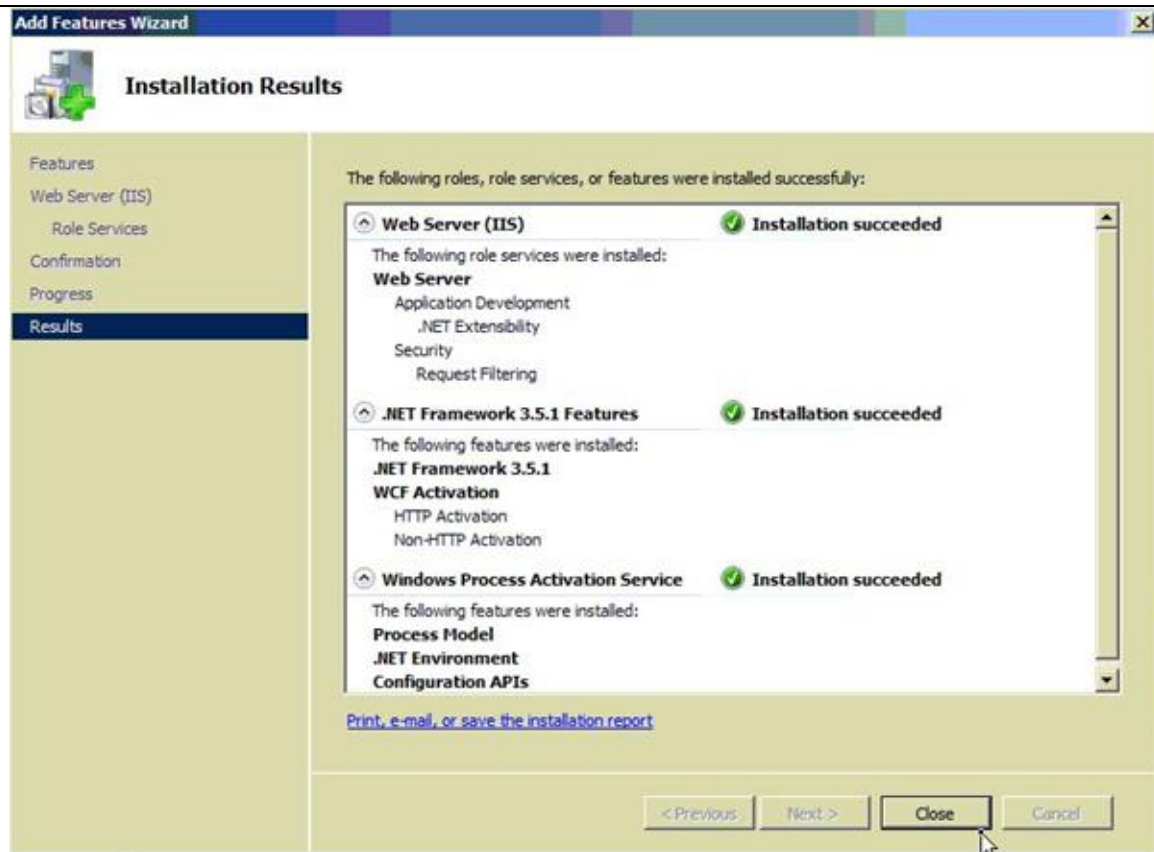 Add Features Wizard
Installation Results
Features
Web Server (IIS)
Role Services
Confirmation
Progress
Results
The following roles, role services, or features were installed successfully:
Web Server (IIS) Installation succeeded
The following role services were installed:
Web Server
Application Development
.NET Extensibility
Security
Request Filtering
.NET Framework 3.5.1 Features Installation succeeded
The following features were installed:
.NET Framework 3.5.1
WCF Activation
HTTP Activation
Non-HTTP Activation
Windows Process Activation Service Installation succeeded
The following features were installed:
Process Model
.NET Environment
Configuration APIs
Print, e-mail, or save the installation report
< Previous Next > Close Cancel